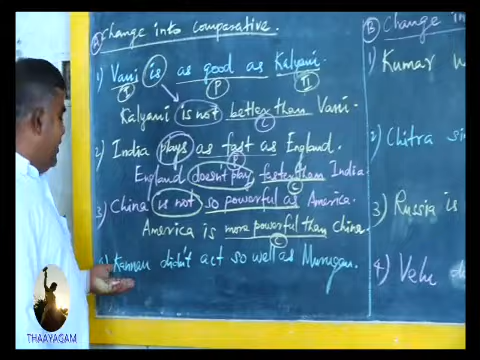 A Change into comparative.
1) Vani is as good as Kalyani.
I P II
Kalyani is not better than Vani.
C
2) India plays as fast as England.
P
England doesn't play faster than India
C
3) China is not so powerful as America.
America is more powerful than China.
C
4) Kannan didn't act so well as Murugan.
B Change in
1) Kumar
2) Chitra
3) Russia is
4) Velu
THAAYAGAM